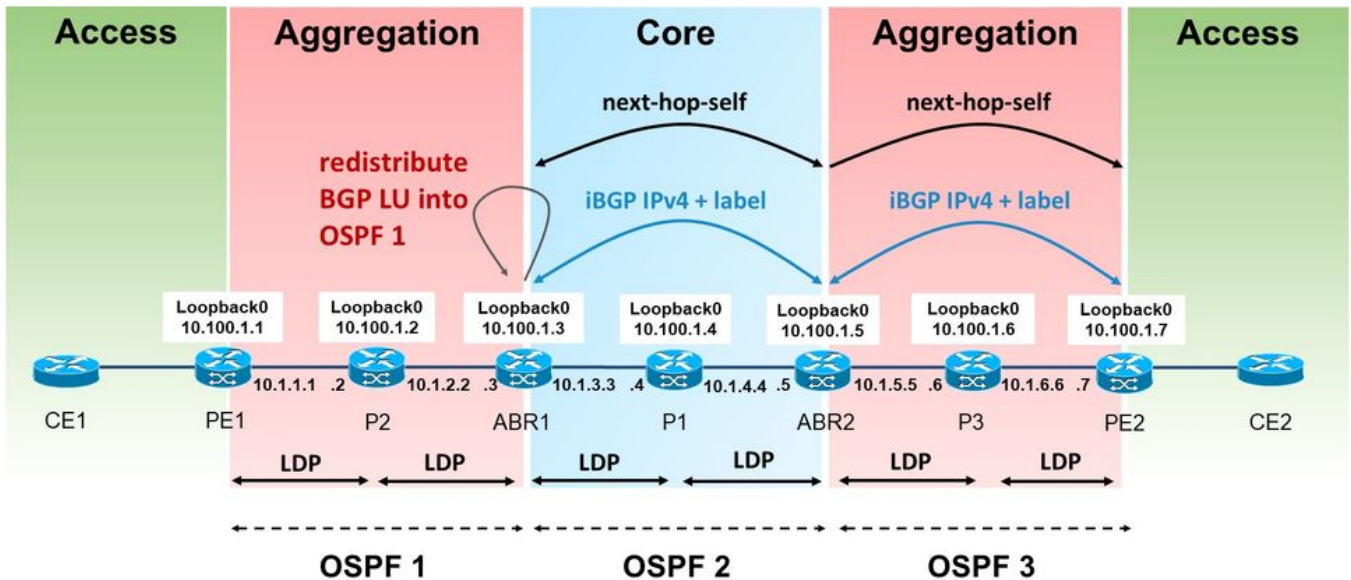 Access
Aggregation
Core
Aggregation
Access
next-hop-self
next-hop-self
redistribute
BGP LU into
OSPF 1
iBGP IPv4 + label
iBGP IPv4 + label
Loopback0
10.100.1.1
Loopback0
10.100.1.2
Loopback0
10.100.1.3
Loopback0
10.100.1.4
Loopback0
10.100.1.5
Loopback0
10.100.1.6
Loopback0
10.100.1.7
10.1.1.1 .2
10.1.2.2 .3
10.1.3.3 .4
10.1.4.4 .5
10.1.5.5 .6
10.1.6.6 .7
CE1
PE1
P2
ABR1
P1
ABR2
P3
PE2
CE2
LDP
LDP
LDP
LDP
LDP
LDP
OSPF 1
OSPF 2
OSPF 3